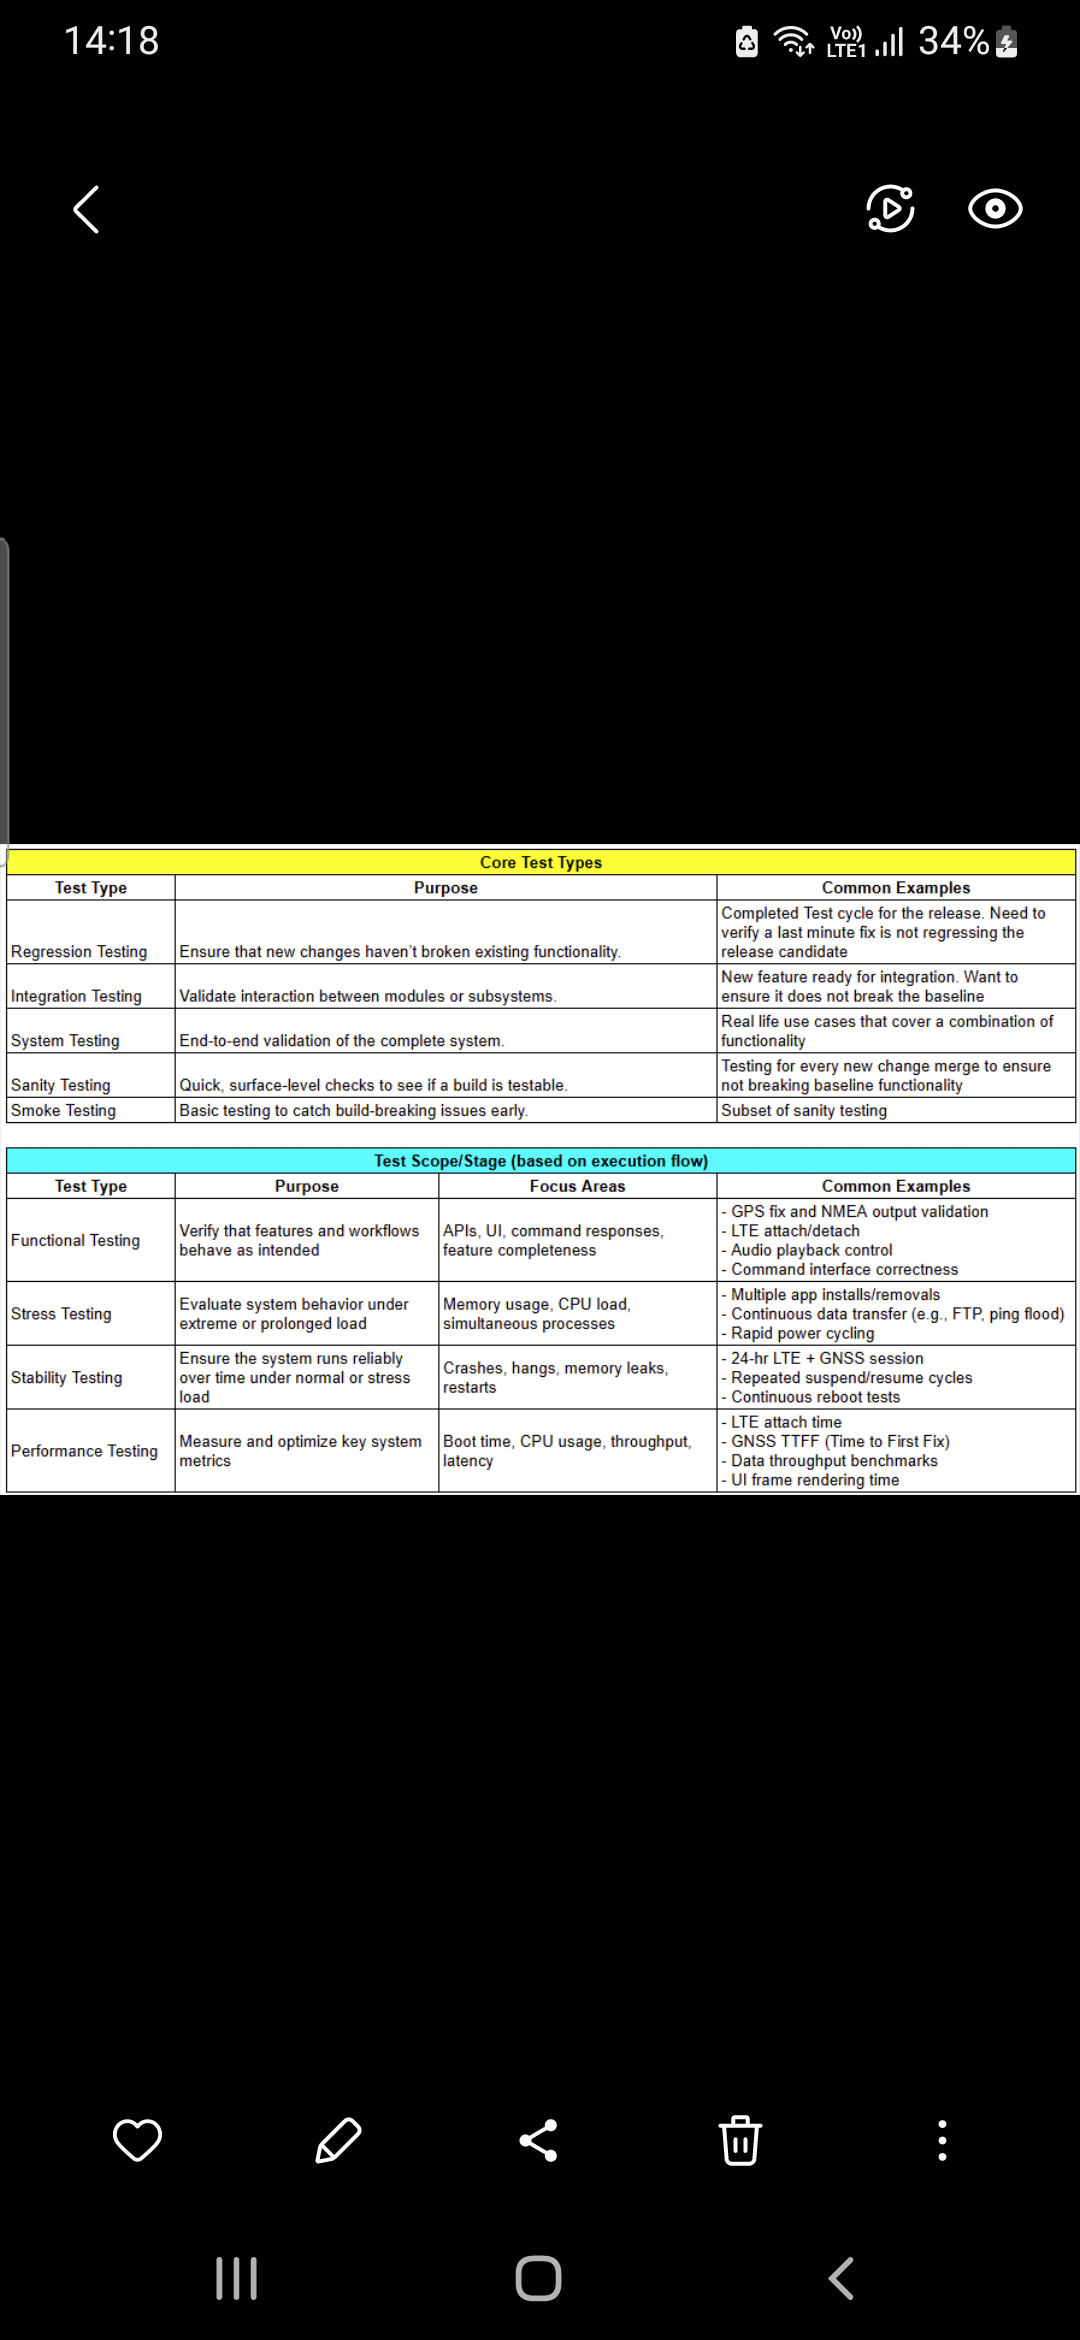 14:18
Vo))
LTE1
34%
Core Test Types
Test Type Purpose Common Examples
Regression Testing Ensure that new changes haven't broken existing functionality. Completed Test cycle for the release. Need to
verify a last minute fix is not regressing the
release candidate
Integration Testing Validate interaction between modules or subsystems. New feature ready for integration. Want to
ensure it does not break the baseline
System Testing End-to-end validation of the complete system. Real life use cases that cover a combination of
functionality
Sanity Testing Quick, surface-level checks to see if a build is testable. Testing for every new change merge to ensure
not breaking baseline functionality
Smoke Testing Basic testing to catch build-breaking issues early. Subset of sanity testing
Test Scope/Stage (based on execution flow)
Test Type Purpose Focus Areas Common Examples
Functional Testing
Verify that features and workflows
behave as intended
APIs, UI, command responses,
feature completeness
- GPS fix and NMEA output validation
- LTE attach/detach
- Audio playback control
- Command interface correctness
Stress Testing
Evaluate system behavior under
extreme or prolonged load
Memory usage, CPU load,
simultaneous processes
- Multiple app installs/removals
- Continuous data transfer (e.g., FTP, ping flood)
- Rapid power cycling
Stability Testing
Ensure the system runs reliably
over time under normal or stress
load
Crashes, hangs, memory leaks,
restarts
- 24-hr LTE + GNSS session
- Repeated suspend/resume cycles
- Continuous reboot tests
Performance Testing
Measure and optimize key system
metrics
Boot time, CPU usage, throughput,
latency
- LTE attach time
- GNSS TTFF (Time to First Fix)
- Data throughput benchmarks
- UI frame rendering time